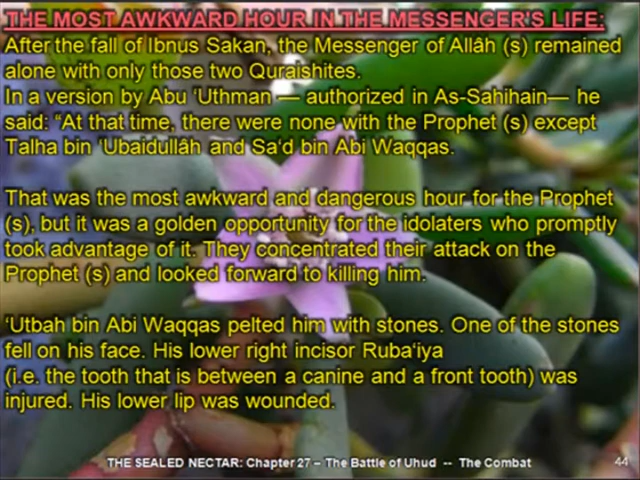 THE MOST AWKWARD HOUR IN THE MESSENGER'S LIFE:
After the fall of Ibnus Sakan, the Messenger of Allâh (s) remained
alone with only those two Quraishites.
In a version by Abu ‘Uthman — authorized in As-Sahihain— he
said: “At that time, there were none with the Prophet (s) except
Talha bin ‘Ubaidullâh and Sa‘d bin Abi Waqqas.
That was the most awkward and dangerous hour for the Prophet
(s), but it was a golden opportunity for the idolaters who promptly
took advantage of it. They concentrated their attack on the
Prophet (s) and looked forward to killing him.
‘Utbah bin Abi Waqqas pelted him with stones. One of the stones
fell on his face. His lower right incisor Ruba‘iya
(i.e. the tooth that is between a canine and a front tooth) was
injured. His lower lip was wounded.
THE SEALED NECTAR: Chapter 27 – The Battle of Uhud -- The Combat
44